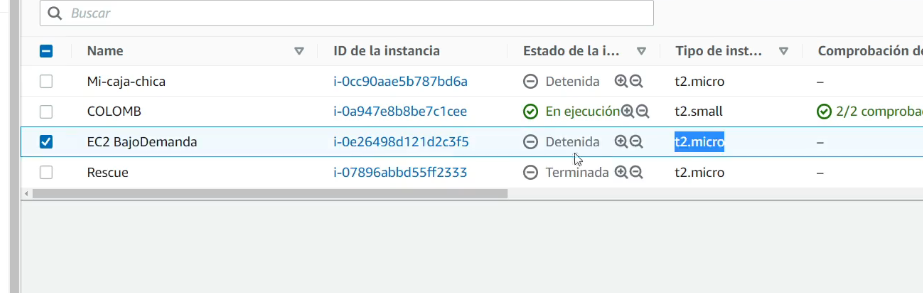 Buscar
Name ID de la instancia Estado de la i... Tipo de inst... Comprobación de
Mi-caja-chica i-0cc90aae5b787bd6a Detenida t2.micro –
COLOMB i-0a947e8b8be7c1cee En ejecución t2.small 2/2 comprobac
EC2 BajoDemanda i-0e26498d121d2c3f5 Detenida t2.micro –
Rescue i-07896abbd55ff2333 Terminada t2.micro –